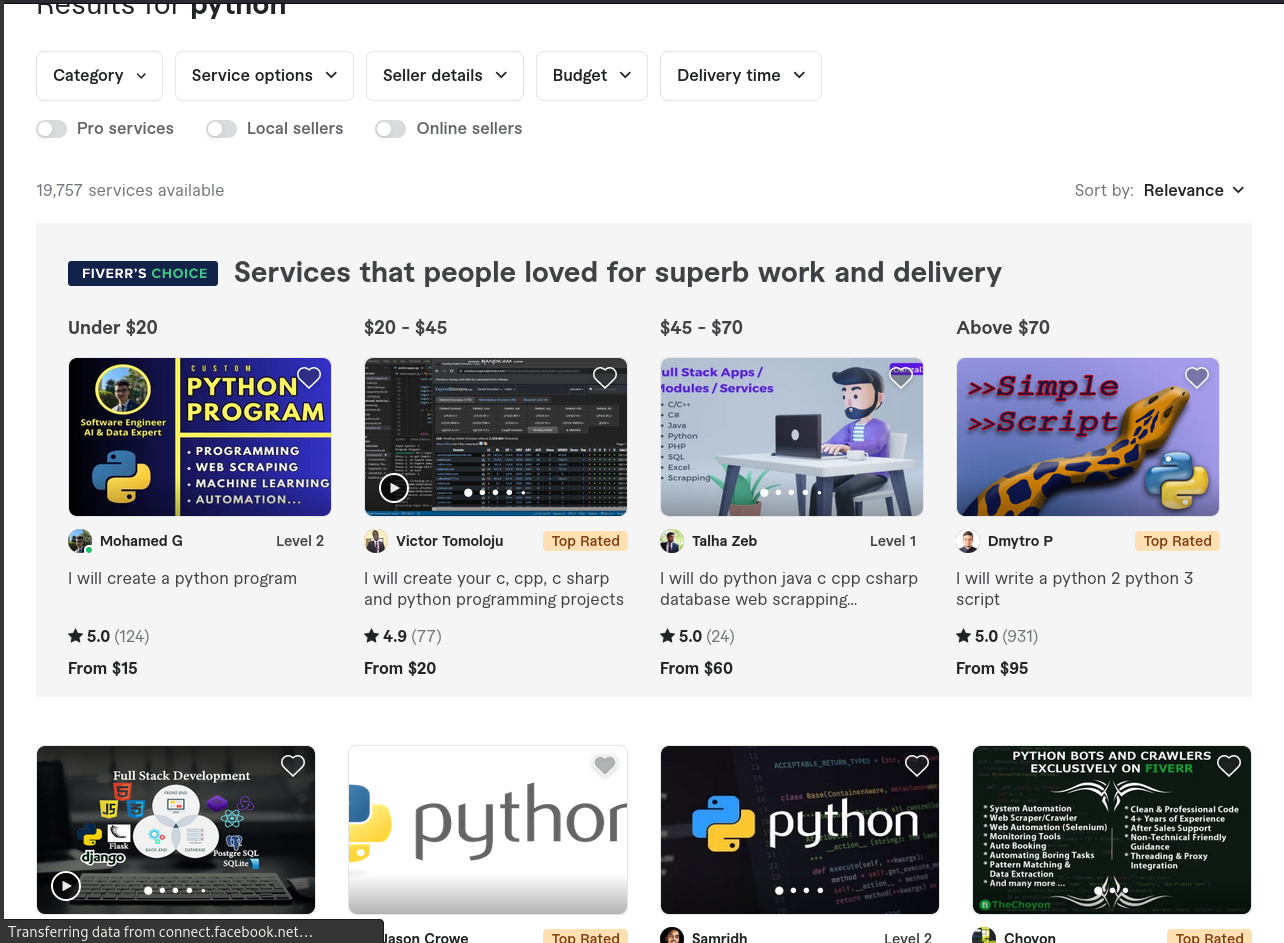 Results for python
Category
Service options
Seller details
Budget
Delivery time
Pro services
Local sellers
Online sellers
19,757 services available
Sort by: Relevance
FIVERR'S CHOICE
Services that people loved for superb work and delivery
Under $20
$20 - $45
$45 - $70
Above $70
CUSTOM
PYTHON
PROGRAM
Software Engineer
AI & Data Expert
• PROGRAMMING
• WEB SCRAPING
• MACHINE LEARNING
• AUTOMATION...
ull Stack Apps /
Modules / Services
• C/C++
• C#
• Java
• Python
• PHP
• SQL
• Excel
• Scrapping
>>Simple
>>Script
Mohamed G
Level 2
Victor Tomoloju
Top Rated
Talha Zeb
Level 1
Dmytro P
Top Rated
I will create a python program
I will create your c, cpp, c sharp
and python programming projects
I will do python java c cpp csharp
database web scrapping...
I will write a python 2 python 3
script
5.0 (124)
4.9 (77)
5.0 (24)
5.0 (931)
From $15
From $20
From $60
From $95
Full Stack Development
FRONT-END
BACK-END
DATABASE
Flask
django
Postgre SQL
SQLite
python
ACCEPTABLE_RETURN_TYPES = (str,
class Base(ContainerAware,
python
PYTHON BOTS AND CRAWLERS
EXCLUSIVELY ON FIVERR
* System Automation
* Web Scraper/Crawler
* Web Automation (Selenium)
* Monitoring Tools
* Auto Booking
* Automating Boring Tasks
* Pattern Matching &
Data Extraction
* And many more ...
* Clean & Professional Code
* 4+ Years of Experience
* After Sales Support
* Non-Technical Friendly
Guidance
* Threading & Proxy
Integration
TheChoyon
Transferring data from connect.facebook.net...
Jason Crowe
Top Rated
Samridh
Level 2
Choyon
Top Rated